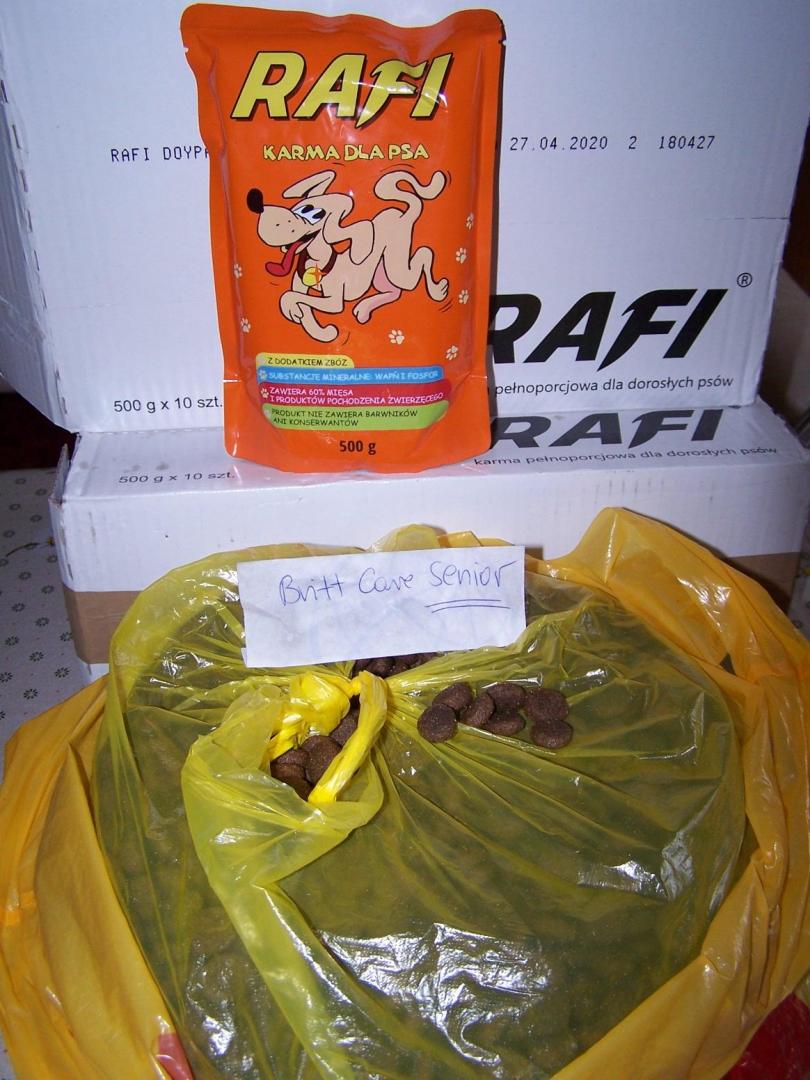 RAFI
KARMA DLA PSA
Z DODATKIEM ZBÓŻ
SUBSTANCJE MINERALNE: WAPŃ I FOSFOR
ZAWIERA 60% MIĘSA
I PRODUKTÓW POCHODZENIA ZWIERZĘCEGO
PRODUKT NIE ZAWIERA BARWNIKÓW
ANI KONSERWANTÓW
500 g
RAFI DOYPA
27.04.2020 2 180427
RAFI®
pełnoporcjowa dla dorosłych psów
500 g x 10 szt.
RAFI
karma pełnoporcjowa dla dorosłych psów
500 g x 10 szt.
Britt Care Senior